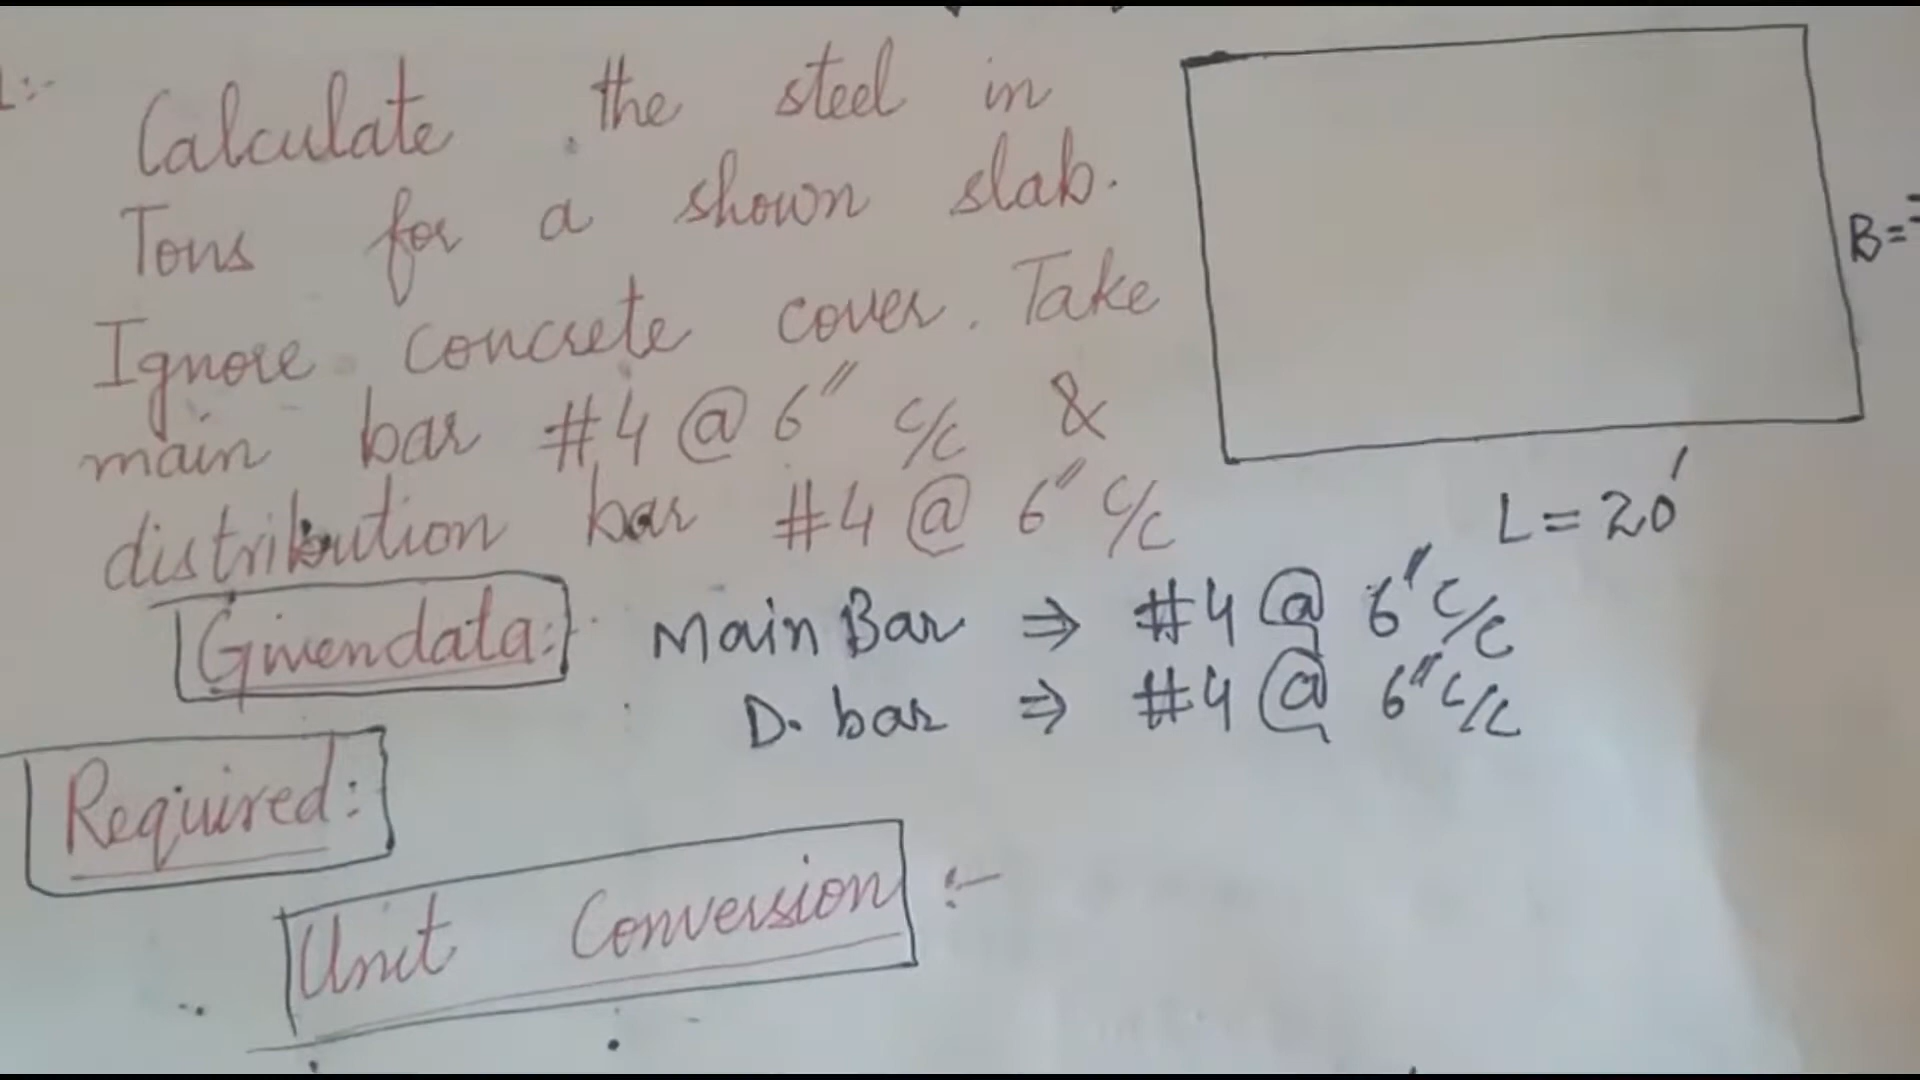 1:-
Calculate the steel in
Tons for a shown slab.
Ignore concrete cover. Take
main bar #4 @ 6" c/c &
distribution bar #4 @ 6" c/c
B=
L = 20'
Givendata:
Main Bar ⇒ #4 @ 6" c/c
D. bar ⇒ #4 @ 6" c/c
Required:
Unit Conversion :-